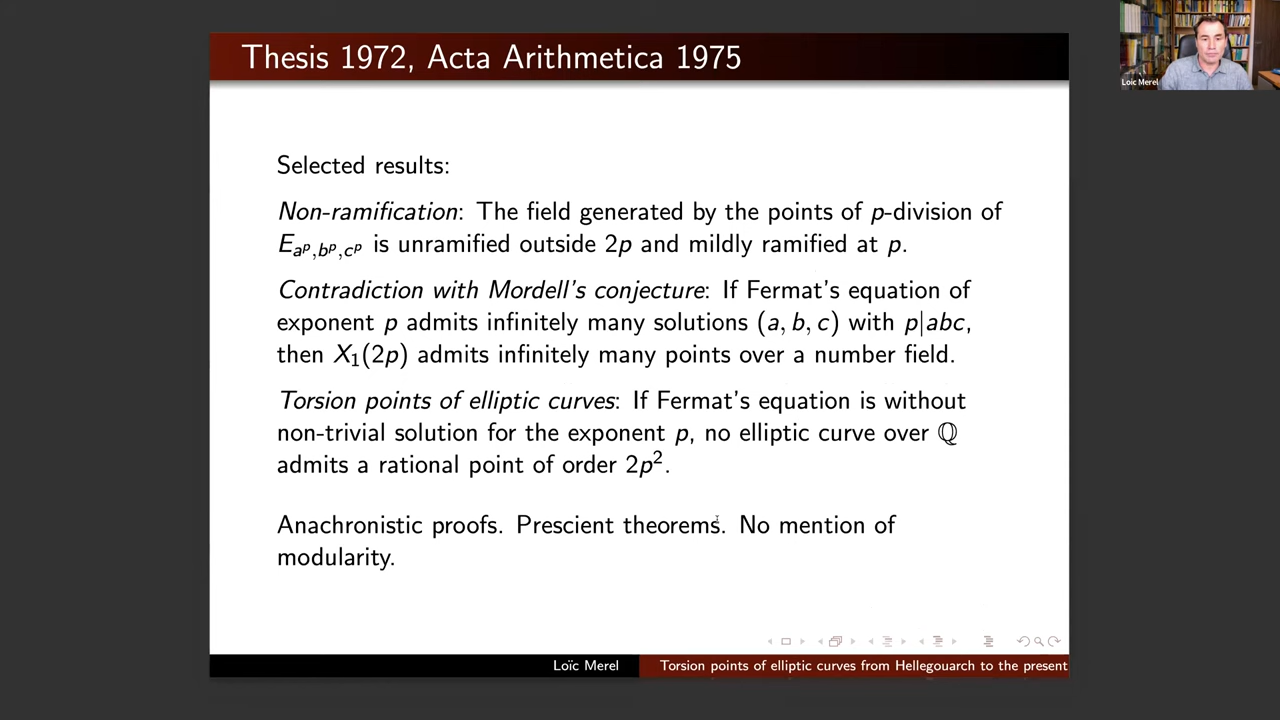 Thesis 1972, Acta Arithmetica 1975
Loïc Merel
Selected results:
Non-ramification: The field generated by the points of p-division of
E_{a^p,b^p,c^p} is unramified outside 2p and mildly ramified at p.
Contradiction with Mordell's conjecture: If Fermat's equation of
exponent p admits infinitely many solutions (a, b, c) with p|abc,
then X₁(2p) admits infinitely many points over a number field.
Torsion points of elliptic curves: If Fermat's equation is without
non-trivial solution for the exponent p, no elliptic curve over ℚ
admits a rational point of order 2p².
Anachronistic proofs. Prescient theorems. No mention of
modularity.
Loïc Merel
Torsion points of elliptic curves from Hellegouarch to the present